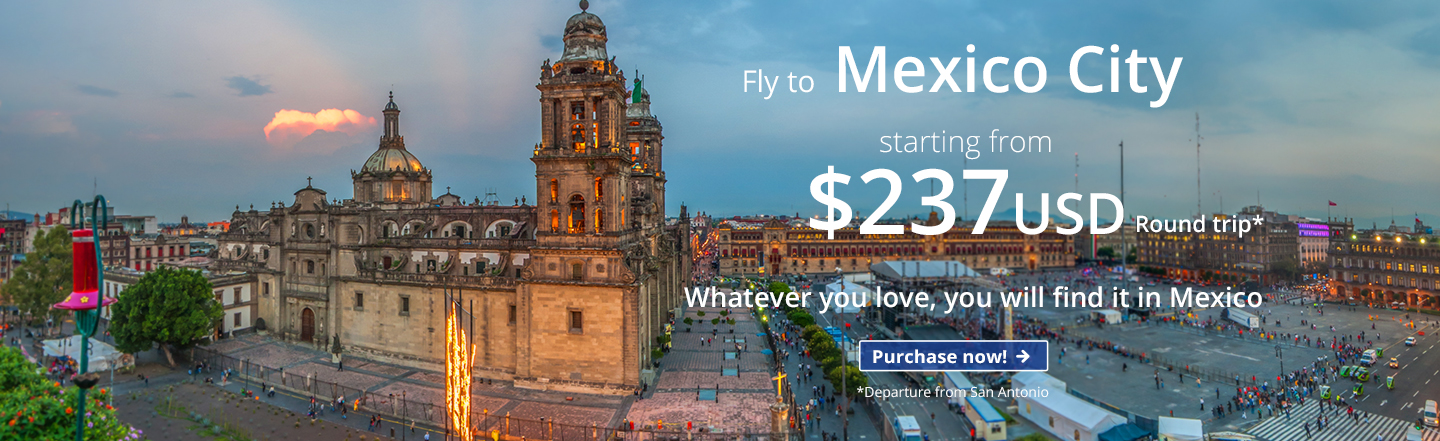 Fly to Mexico City
starting from
$237USD Round trip*
Whatever you love, you will find it in Mexico
Purchase now! →
*Departure from San Antonio